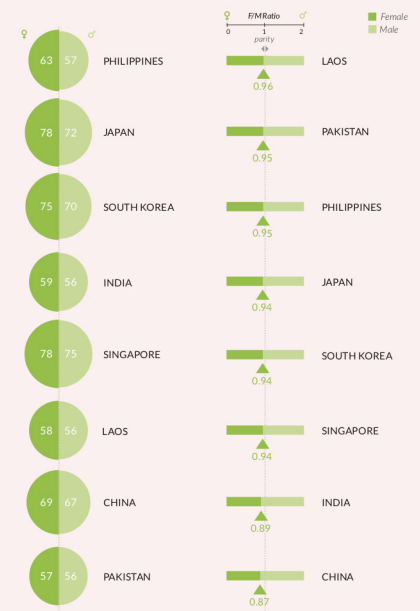 ♀ ♂
63 57 PHILIPPINES
78 72 JAPAN
75 70 SOUTH KOREA
59 56 INDIA
78 75 SINGAPORE
58 56 LAOS
69 67 CHINA
57 56 PAKISTAN
♀ F/M Ratio ♂
0 1 2
parity
LAOS
0.96
PAKISTAN
0.95
PHILIPPINES
0.95
JAPAN
0.94
SOUTH KOREA
0.94
SINGAPORE
0.94
INDIA
0.89
CHINA
0.87
Female
Male